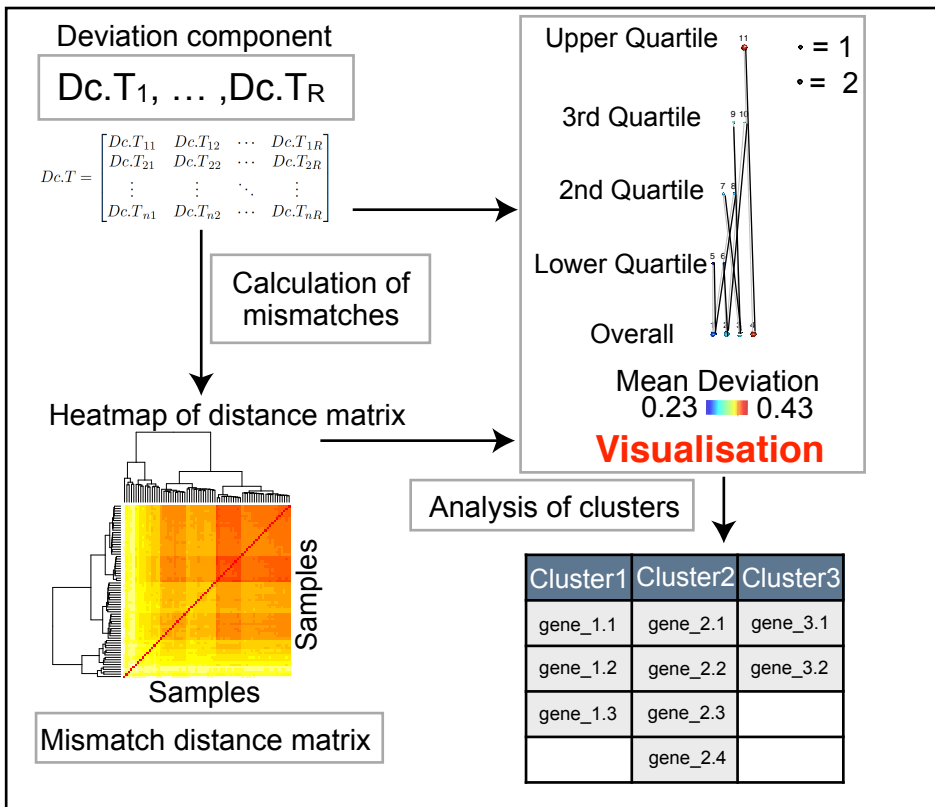 Deviation component
Dc.T1, ... ,Dc.TR
Dc.T = [Dc.T11 Dc.T12 ⋯ Dc.T1R
Dc.T21 Dc.T22 ⋯ Dc.T2R
⋮ ⋮ ⋱ ⋮
Dc.Tn1 Dc.Tn2 ⋯ Dc.TnR]
Calculation of
mismatches
Heatmap of distance matrix
Samples
Samples
Mismatch distance matrix
Upper Quartile
11
= 1
= 2
3rd Quartile
9 10
2nd Quartile
7 8
Lower Quartile
5 6
Overall
1 2 3 4
Mean Deviation
0.23 0.43
Visualisation
Analysis of clusters
Cluster1 Cluster2 Cluster3
gene_1.1 gene_2.1 gene_3.1
gene_1.2 gene_2.2 gene_3.2
gene_1.3 gene_2.3
gene_2.4